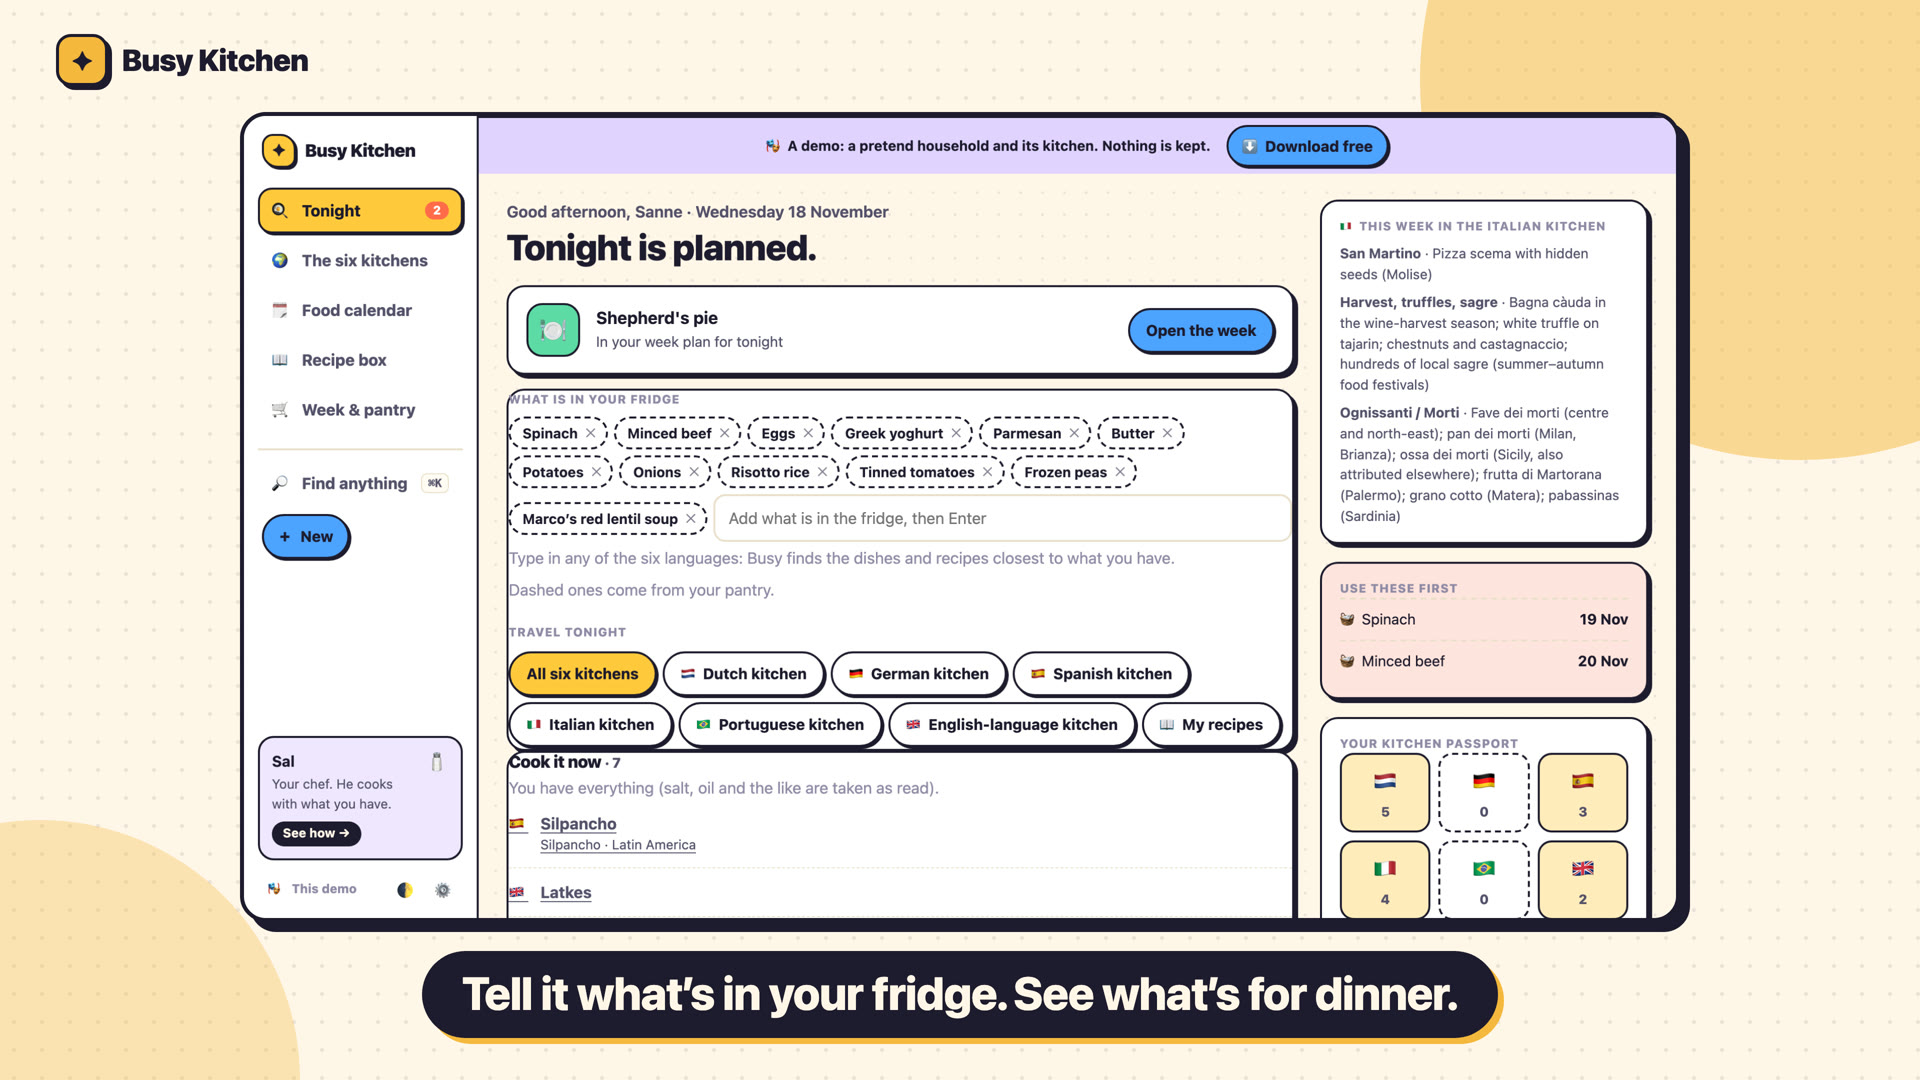 Busy Kitchen
Busy Kitchen
Tonight 2
The six kitchens
Food calendar
Recipe box
Week & pantry
Find anything ⌘K
+ New
Sal
Your chef. He cooks
with what you have.
See how →
This demo
A demo: a pretend household and its kitchen. Nothing is kept. Download free
Good afternoon, Sanne · Wednesday 18 November
Tonight is planned.
Shepherd's pie
In your week plan for tonight
Open the week
WHAT IS IN YOUR FRIDGE
Spinach × Minced beef × Eggs × Greek yoghurt × Parmesan × Butter ×
Potatoes × Onions × Risotto rice × Tinned tomatoes × Frozen peas ×
Marco’s red lentil soup × Add what is in the fridge, then Enter
Type in any of the six languages: Busy finds the dishes and recipes closest to what you have.
Dashed ones come from your pantry.
TRAVEL TONIGHT
All six kitchens Dutch kitchen German kitchen Spanish kitchen
Italian kitchen Portuguese kitchen English-language kitchen My recipes
Cook it now · 7
You have everything (salt, oil and the like are taken as read).
Silpancho
Silpancho · Latin America
Latkes
THIS WEEK IN THE ITALIAN KITCHEN
San Martino · Pizza scema with hidden
seeds (Molise)
Harvest, truffles, sagre · Bagna càuda in
the wine-harvest season; white truffle on
tajarin; chestnuts and castagnaccio;
hundreds of local sagre (summer–autumn
food festivals)
Ognissanti / Morti · Fave dei morti (centre
and north-east); pan dei morti (Milan,
Brianza); ossa dei morti (Sicily, also
attributed elsewhere); frutta di Martorana
(Palermo); grano cotto (Matera); pabassinas
(Sardinia)
USE THESE FIRST
Spinach 19 Nov
Minced beef 20 Nov
YOUR KITCHEN PASSPORT
5 0 3
4 0 2
Tell it what’s in your fridge. See what’s for dinner.